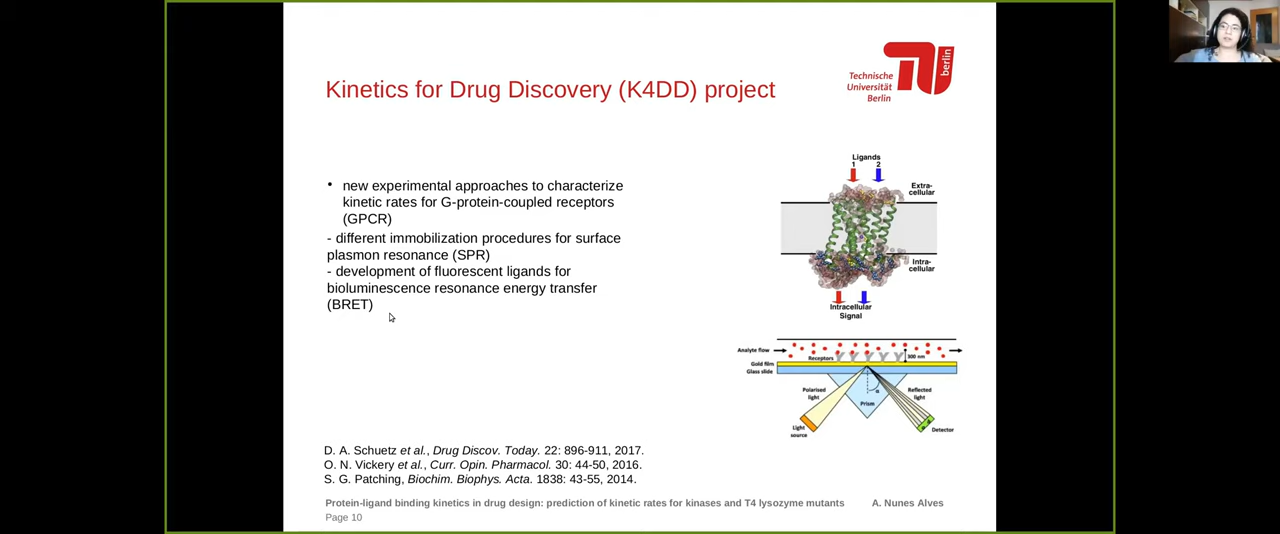 Kinetics for Drug Discovery (K4DD) project
Technische
Universität
Berlin
berlin
• new experimental approaches to characterize
kinetic rates for G-protein-coupled receptors
(GPCR)
- different immobilization procedures for surface
plasmon resonance (SPR)
- development of fluorescent ligands for
bioluminescence resonance energy transfer
(BRET)
Ligands
1 2
Extra-
cellular
Intra-
cellular
Intracellular
Signal
Analyte flow
Receptors
300 nm
Gold film
Glass slide
Polarised
light
Reflected
light
α
Prism
Light
source
Detector
D. A. Schuetz et al., Drug Discov. Today. 22: 896-911, 2017.
O. N. Vickery et al., Curr. Opin. Pharmacol. 30: 44-50, 2016.
S. G. Patching, Biochim. Biophys. Acta. 1838: 43-55, 2014.
Protein-ligand binding kinetics in drug design: prediction of kinetic rates for kinases and T4 lysozyme mutants A. Nunes Alves
Page 10